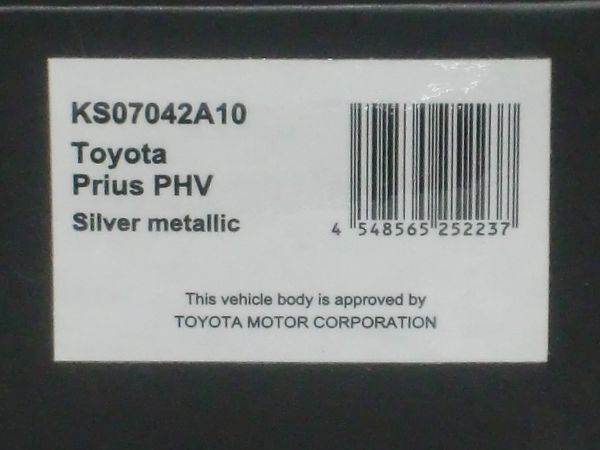 KS07042A10
Toyota
Prius PHV
Silver metallic
4 548565 252237
This vehicle body is approved by
TOYOTA MOTOR CORPORATION